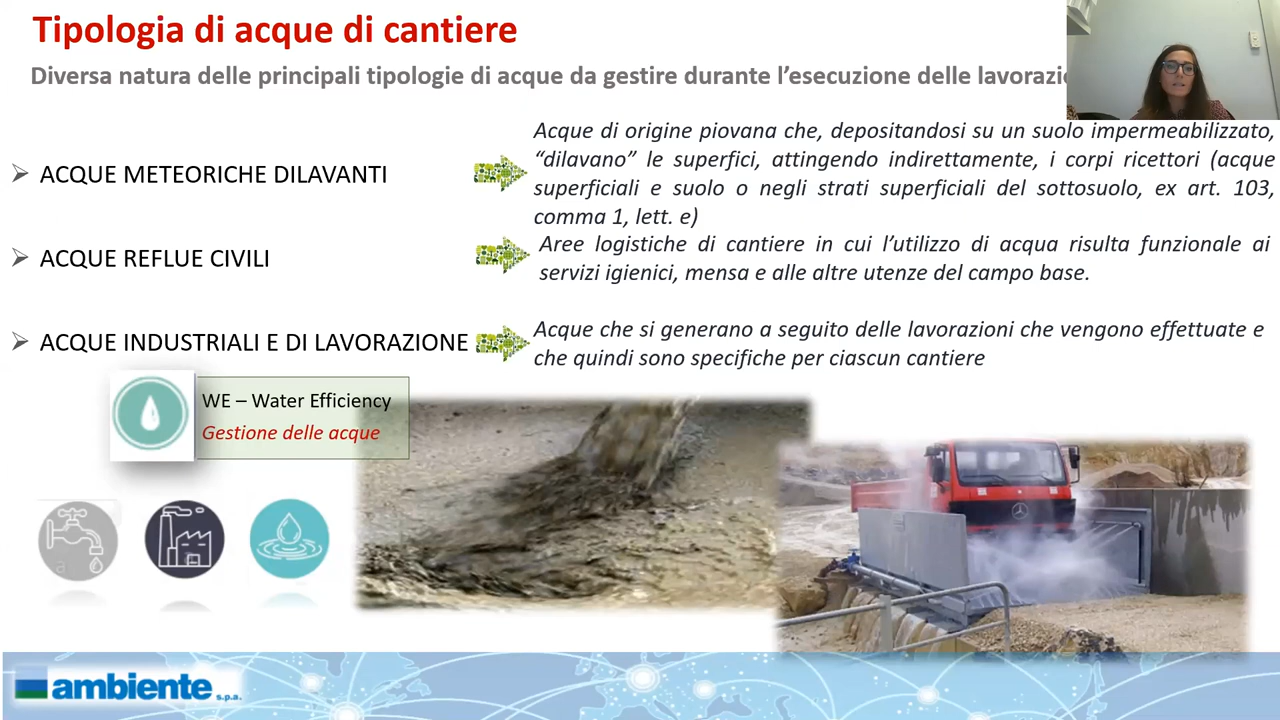 Tipologia di acque di cantiere
Diversa natura delle principali tipologie di acque da gestire durante l’esecuzione delle
ACQUE METEORICHE DILAVANTI
Acque di origine piovana che, depositandosi su un suolo impermeabilizzato,
“dilavano” le superfici, attingendo indirettamente, i corpi ricettori (acque
superficiali e suolo o negli strati superficiali del sottosuolo, ex art. 103,
comma 1, lett. e)
ACQUE REFLUE CIVILI
Aree logistiche di cantiere in cui l’utilizzo di acqua risulta funzionale ai
servizi igienici, mensa e alle altre utenze del campo base.
ACQUE INDUSTRIALI E DI LAVORAZIONE
Acque che si generano a seguito delle lavorazioni che vengono effettuate e
che quindi sono specifiche per ciascun cantiere
WE – Water Efficiency
Gestione delle acque
ambiente s.p.a.